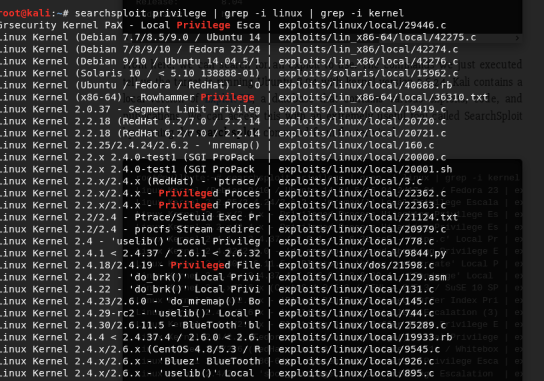 root@kali:~# searchsploit privilege | grep -i linux | grep -i kernel
rsecurity Kernel PaX - Local Privilege Esca | exploits/linux/local/29446.c
Linux Kernel (Debian 7.7/8.5/9.0 / Ubuntu 14 | exploits/lin_x86-64/local/42275.c
Linux Kernel (Debian 7/8/9/10 / Fedora 23/24 | exploits/lin_x86/local/42274.c
Linux Kernel (Debian 9/10 / Ubuntu 14.04.5/1 | exploits/lin_x86/local/42276.c
Linux Kernel (Solaris 10 / < 5.10 138888-01) | exploits/solaris/local/15962.c
Linux Kernel (Ubuntu / Fedora / RedHat) - 'O | exploits/linux/local/40688.rb
Linux Kernel (x86-64) - Rowhammer Privilege | exploits/lin_x86-64/local/36310.txt
Linux Kernel 2.0.37 - Segment Limit Privileg | exploits/linux/local/19419.c
Linux Kernel 2.2.18 (RedHat 6.2/7.0 / 2.2.14 | exploits/linux/local/20720.c
Linux Kernel 2.2.18 (RedHat 6.2/7.0 / 2.2.14 | exploits/linux/local/20721.c
Linux Kernel 2.2.25/2.4.24/2.6.2 - 'mremap() | exploits/linux/local/160.c
Linux Kernel 2.2.x 2.4.0-test1 (SGI ProPack | exploits/linux/local/20000.c
Linux Kernel 2.2.x 2.4.0-test1 (SGI ProPack | exploits/linux/local/20001.sh
Linux Kernel 2.2.x/2.4.x (RedHat) - 'ptrace/ | exploits/linux/local/3.c
Linux Kernel 2.2.x/2.4.x - Privileged Proces | exploits/linux/local/22362.c
Linux Kernel 2.2.x/2.4.x - Privileged Proces | exploits/linux/local/22363.c
Linux Kernel 2.2/2.4 - Ptrace/Setuid Exec Pr | exploits/linux/local/21124.txt
Linux Kernel 2.2/2.4 - procfs Stream redirec | exploits/linux/local/20979.c
Linux Kernel 2.4 - 'uselib()' Local Privileg | exploits/linux/local/778.c
Linux Kernel 2.4.1 < 2.4.37 / 2.6.1 < 2.6.32 | exploits/linux/local/9844.py
Linux Kernel 2.4.18/2.4.19 - Privileged File | exploits/linux/dos/21598.c
Linux Kernel 2.4.22 - 'do_brk()' Local Privi | exploits/linux/local/129.asm
Linux Kernel 2.4.22 - 'do_brk()' Local Privi | exploits/linux/local/131.c
Linux Kernel 2.4.23/2.6.0 - 'do_mremap()' Bo | exploits/linux/local/145.c
Linux Kernel 2.4.29-rc2 - 'uselib()' Local P | exploits/linux/local/744.c
Linux Kernel 2.4.30/2.6.11.5 - BlueTooth 'bl | exploits/linux/local/25289.c
Linux Kernel 2.4.4 < 2.4.37.4 / 2.6.0 < 2.6. | exploits/linux/local/19933.rb
Linux Kernel 2.4.x/2.6.x (CentOS 4.8/5.3 / R | exploits/linux/local/9545.c
Linux Kernel 2.4.x/2.6.x - 'Bluez' BlueTooth | exploits/linux/local/926.c
Linux Kernel 2.4.x/2.6.x - 'uselib()' Local | exploits/linux/local/895.c